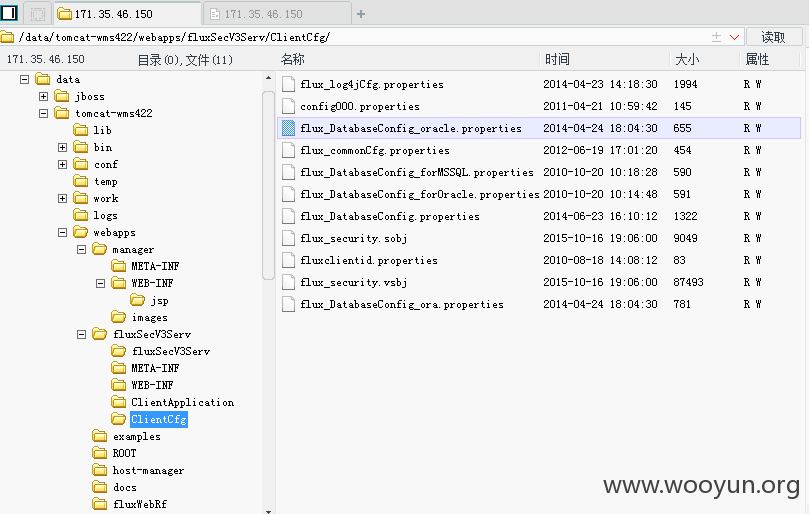 171.35.46.150
171.35.46.150
/data/tomcat-wms422/webapps/fluxSecV3Serv/ClientCfg/
读取
171.35.46.150
目录(0),文件(11)
名称 时间 大小 属性
data
jboss
tomcat-wms422
lib
bin
conf
temp
work
logs
webapps
manager
META-INF
WEB-INF
jsp
images
fluxSecV3Serv
fluxSecV3Serv
META-INF
WEB-INF
ClientApplication
ClientCfg
examples
ROOT
host-manager
docs
fluxWebRf
flux_log4jCfg.properties 2014-04-23 14:18:30 1994 R W
config000.properties 2011-04-21 10:59:42 145 R W
flux_DatabaseConfig_oracle.properties 2014-04-24 18:04:30 655 R W
flux_commonCfg.properties 2012-06-19 17:01:20 454 R W
flux_DatabaseConfig_forMSSQL.properties 2010-10-20 10:18:28 590 R W
flux_DatabaseConfig_forOracle.properties 2010-10-20 10:14:48 591 R W
flux_DatabaseConfig.properties 2014-06-23 16:10:12 1322 R W
flux_security.sobj 2015-10-16 19:06:00 9049 R W
fluxclientid.properties 2010-08-18 14:08:12 83 R W
flux_security.vsbj 2015-10-16 19:06:00 87493 R W
flux_DatabaseConfig_ora.properties 2014-04-24 18:04:30 781 R W
www.wooyun.org